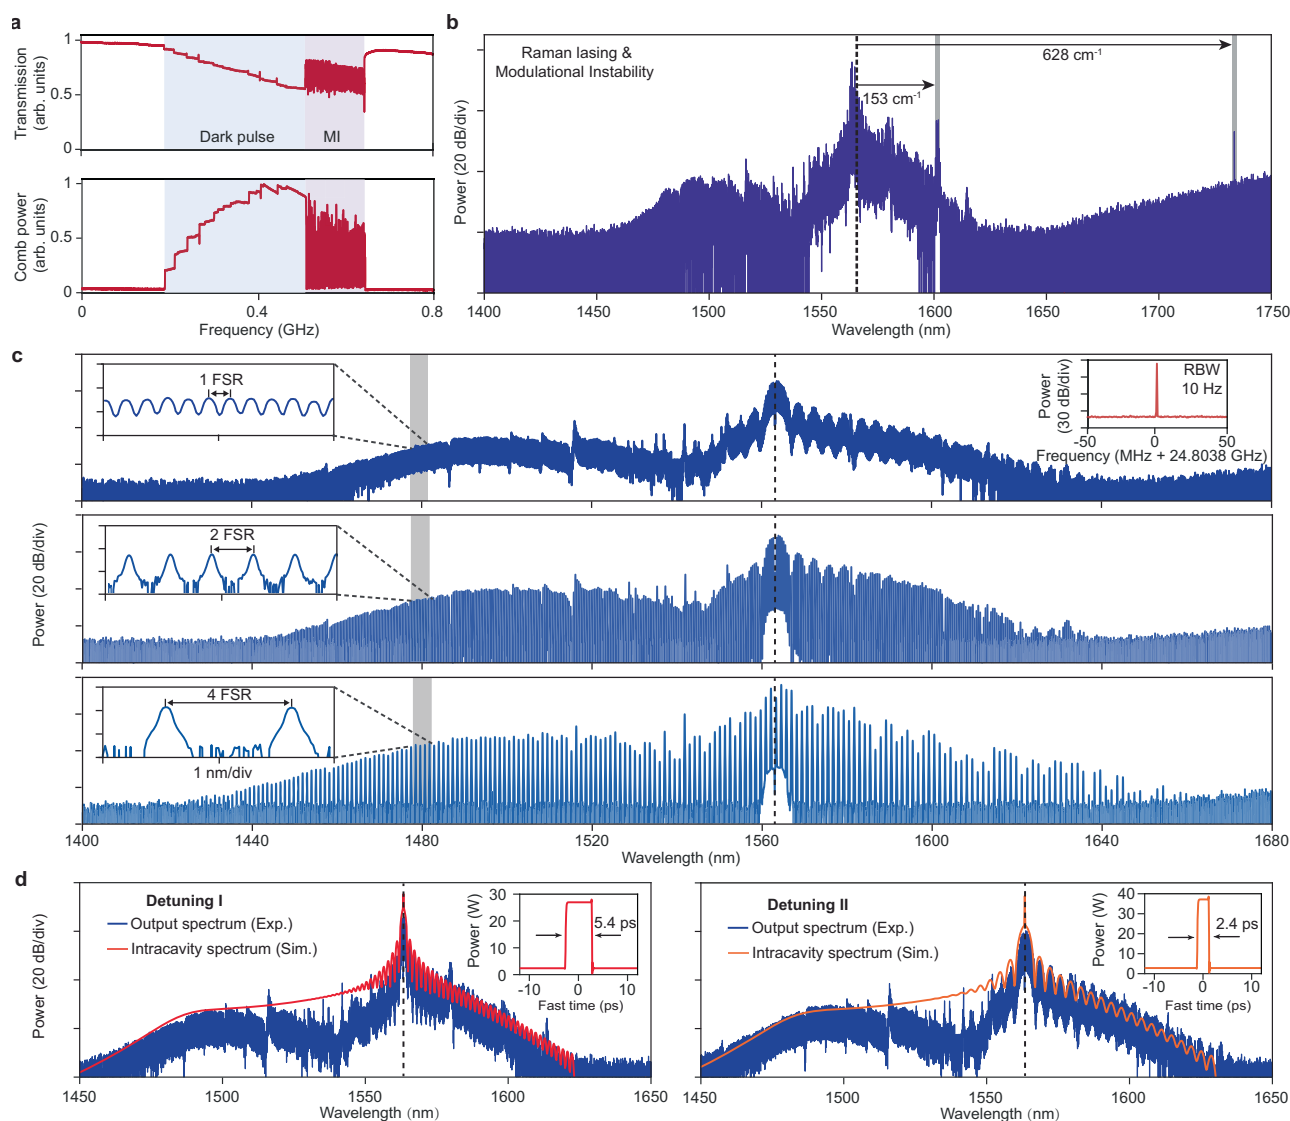 a
Transmission
(arb. units)
1
0.5
0
Dark pulse
MI
Comb power
(arb. units)
1
0.5
0
0
0.4
0.8
Frequency (GHz)
b
Raman lasing &
Modulational Instability
628 cm⁻¹
153 cm⁻¹
Power (20 dB/div)
1400
1500
1550
1600
1650
1700
1750
Wavelength (nm)
c
1 FSR
Power
(30 dB/div)
RBW
10 Hz
-50
0
50
Frequency (MHz + 24.8038 GHz)
2 FSR
Power (20 dB/div)
4 FSR
1 nm/div
1400
1440
1480
1520
1560
1600
1640
1680
Wavelength (nm)
d
Detuning I
Output spectrum (Exp.)
Intracavity spectrum (Sim.)
Power (20 dB/div)
Power (W)
30
20
10
0
5.4 ps
-10
0
10
Fast time (ps)
1450
1500
1550
1600
1650
Wavelength (nm)
Detuning II
Output spectrum (Exp.)
Intracavity spectrum (Sim.)
Power (W)
40
30
20
10
0
2.4 ps
-10
0
10
Fast time (ps)
1450
1500
1550
1600
1650
Wavelength (nm)